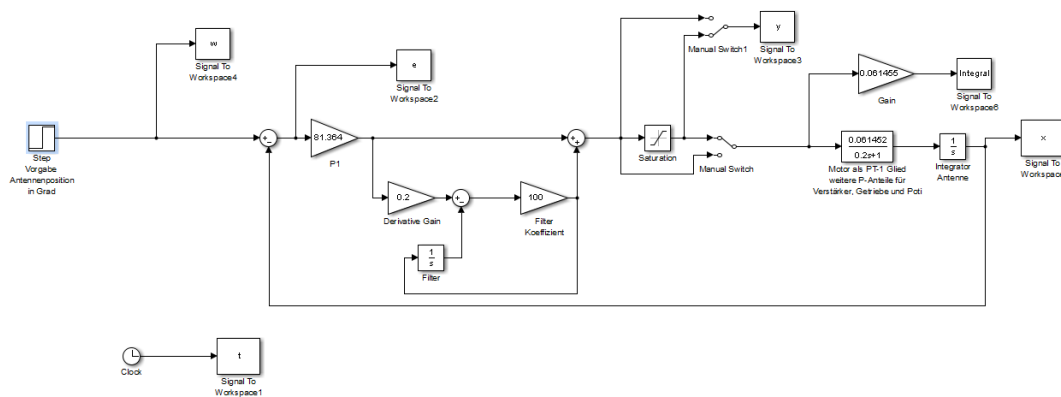 w
Signal To
Workspace4
e
Signal To
Workspace2
Manual Switch1
y
Signal To
Workspace3
0.061455
Gain
Integral
Signal To
Workspace6
Step
Vorgabe
Antennenposition
in Grad
81.364
P1
Saturation
Manual Switch
0.061452
0.2s+1
Motor als PT-1 Glied
weitere P-Anteile für
Verstärker, Getriebe und Poti
1
s
Integrator
Antenne
x
Signal To
Workspace
0.2
Derivative Gain
100
Filter
Koeffizient
1
s
Filter
Clock
t
Signal To
Workspace1